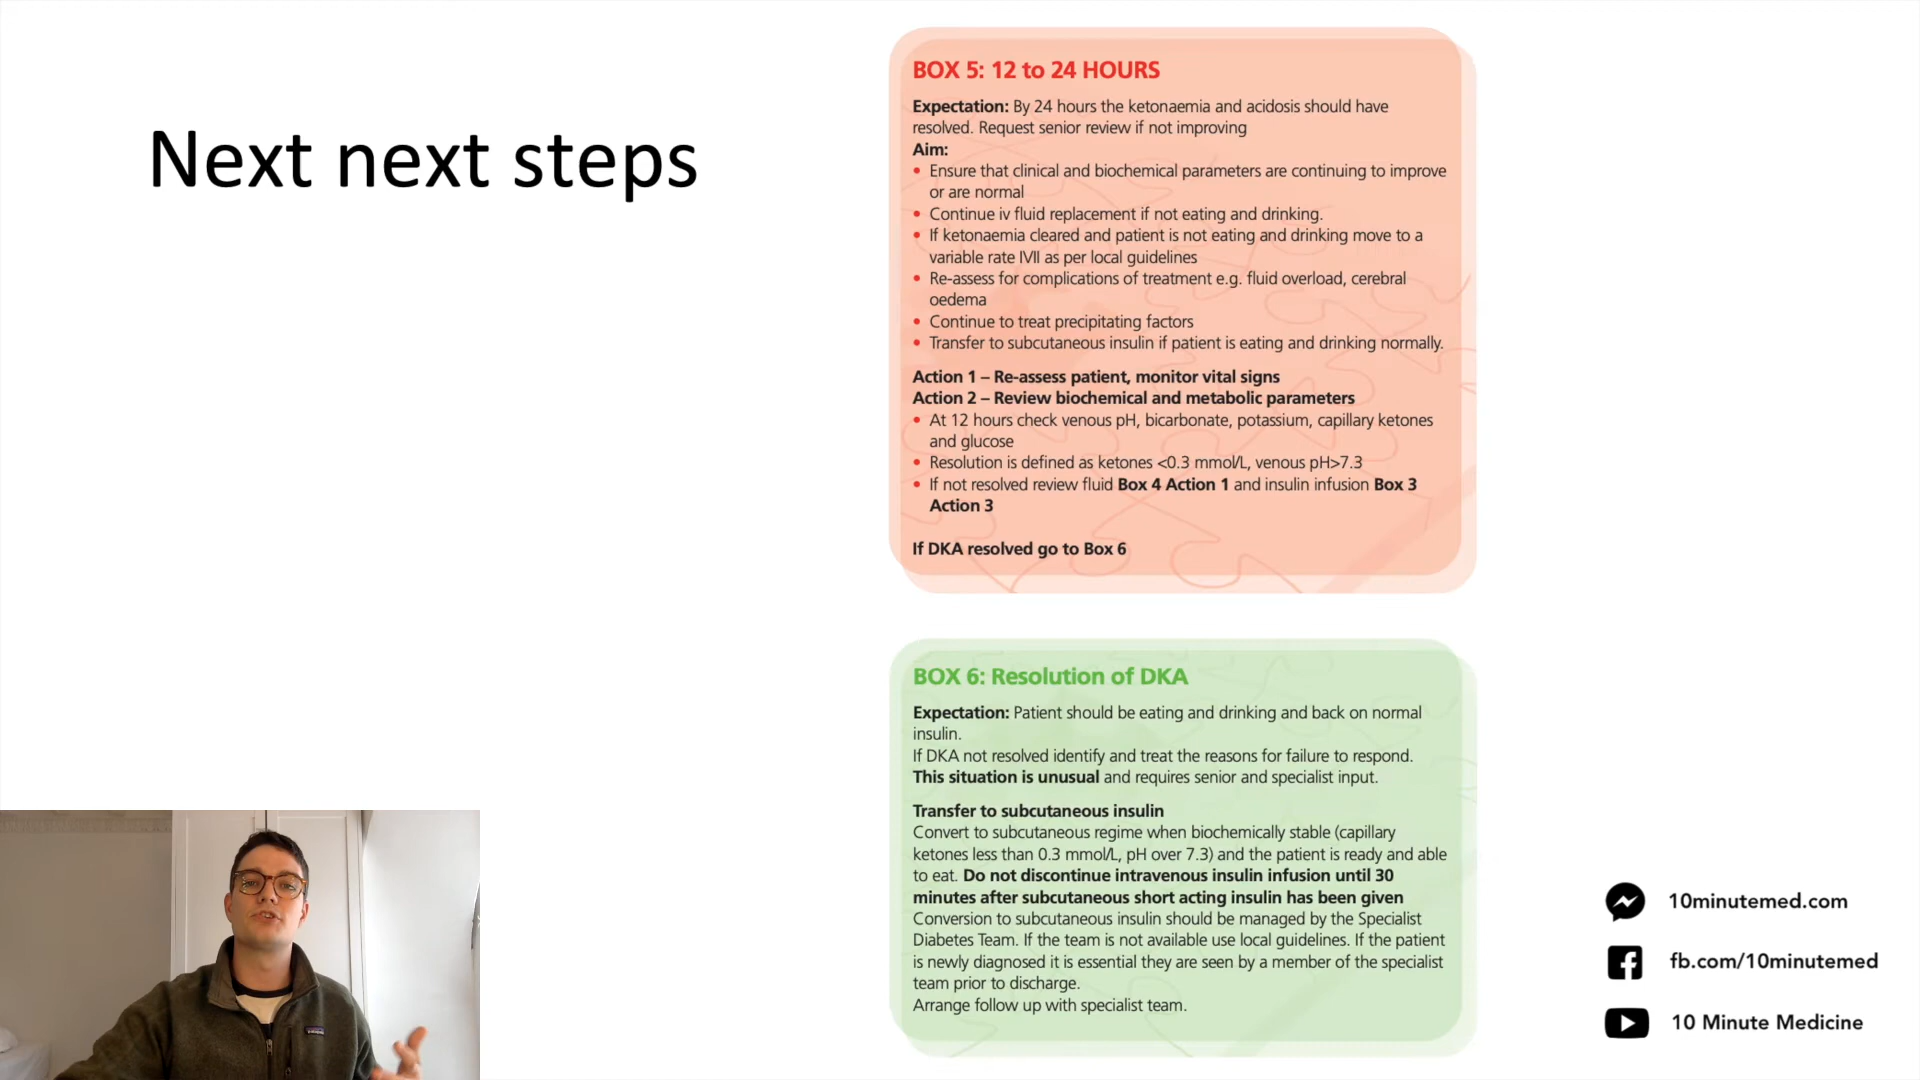 Next next steps
BOX 5: 12 to 24 HOURS
Expectation: By 24 hours the ketonaemia and acidosis should have
resolved. Request senior review if not improving
Aim:
• Ensure that clinical and biochemical parameters are continuing to improve
or are normal
• Continue iv fluid replacement if not eating and drinking.
• If ketonaemia cleared and patient is not eating and drinking move to a
variable rate IVII as per local guidelines
• Re-assess for complications of treatment e.g. fluid overload, cerebral
oedema
• Continue to treat precipitating factors
• Transfer to subcutaneous insulin if patient is eating and drinking normally.
Action 1 – Re-assess patient, monitor vital signs
Action 2 – Review biochemical and metabolic parameters
• At 12 hours check venous pH, bicarbonate, potassium, capillary ketones
and glucose
• Resolution is defined as ketones <0.3 mmol/L, venous pH>7.3
• If not resolved review fluid Box 4 Action 1 and insulin infusion Box 3
Action 3
If DKA resolved go to Box 6
BOX 6: Resolution of DKA
Expectation: Patient should be eating and drinking and back on normal
insulin.
If DKA not resolved identify and treat the reasons for failure to respond.
This situation is unusual and requires senior and specialist input.
Transfer to subcutaneous insulin
Convert to subcutaneous regime when biochemically stable (capillary
ketones less than 0.3 mmol/L, pH over 7.3) and the patient is ready and able
to eat. Do not discontinue intravenous insulin infusion until 30
minutes after subcutaneous short acting insulin has been given
Conversion to subcutaneous insulin should be managed by the Specialist
Diabetes Team. If the team is not available use local guidelines. If the patient
is newly diagnosed it is essential they are seen by a member of the specialist
team prior to discharge.
Arrange follow up with specialist team.
10minutemed.com
fb.com/10minutemed
10 Minute Medicine